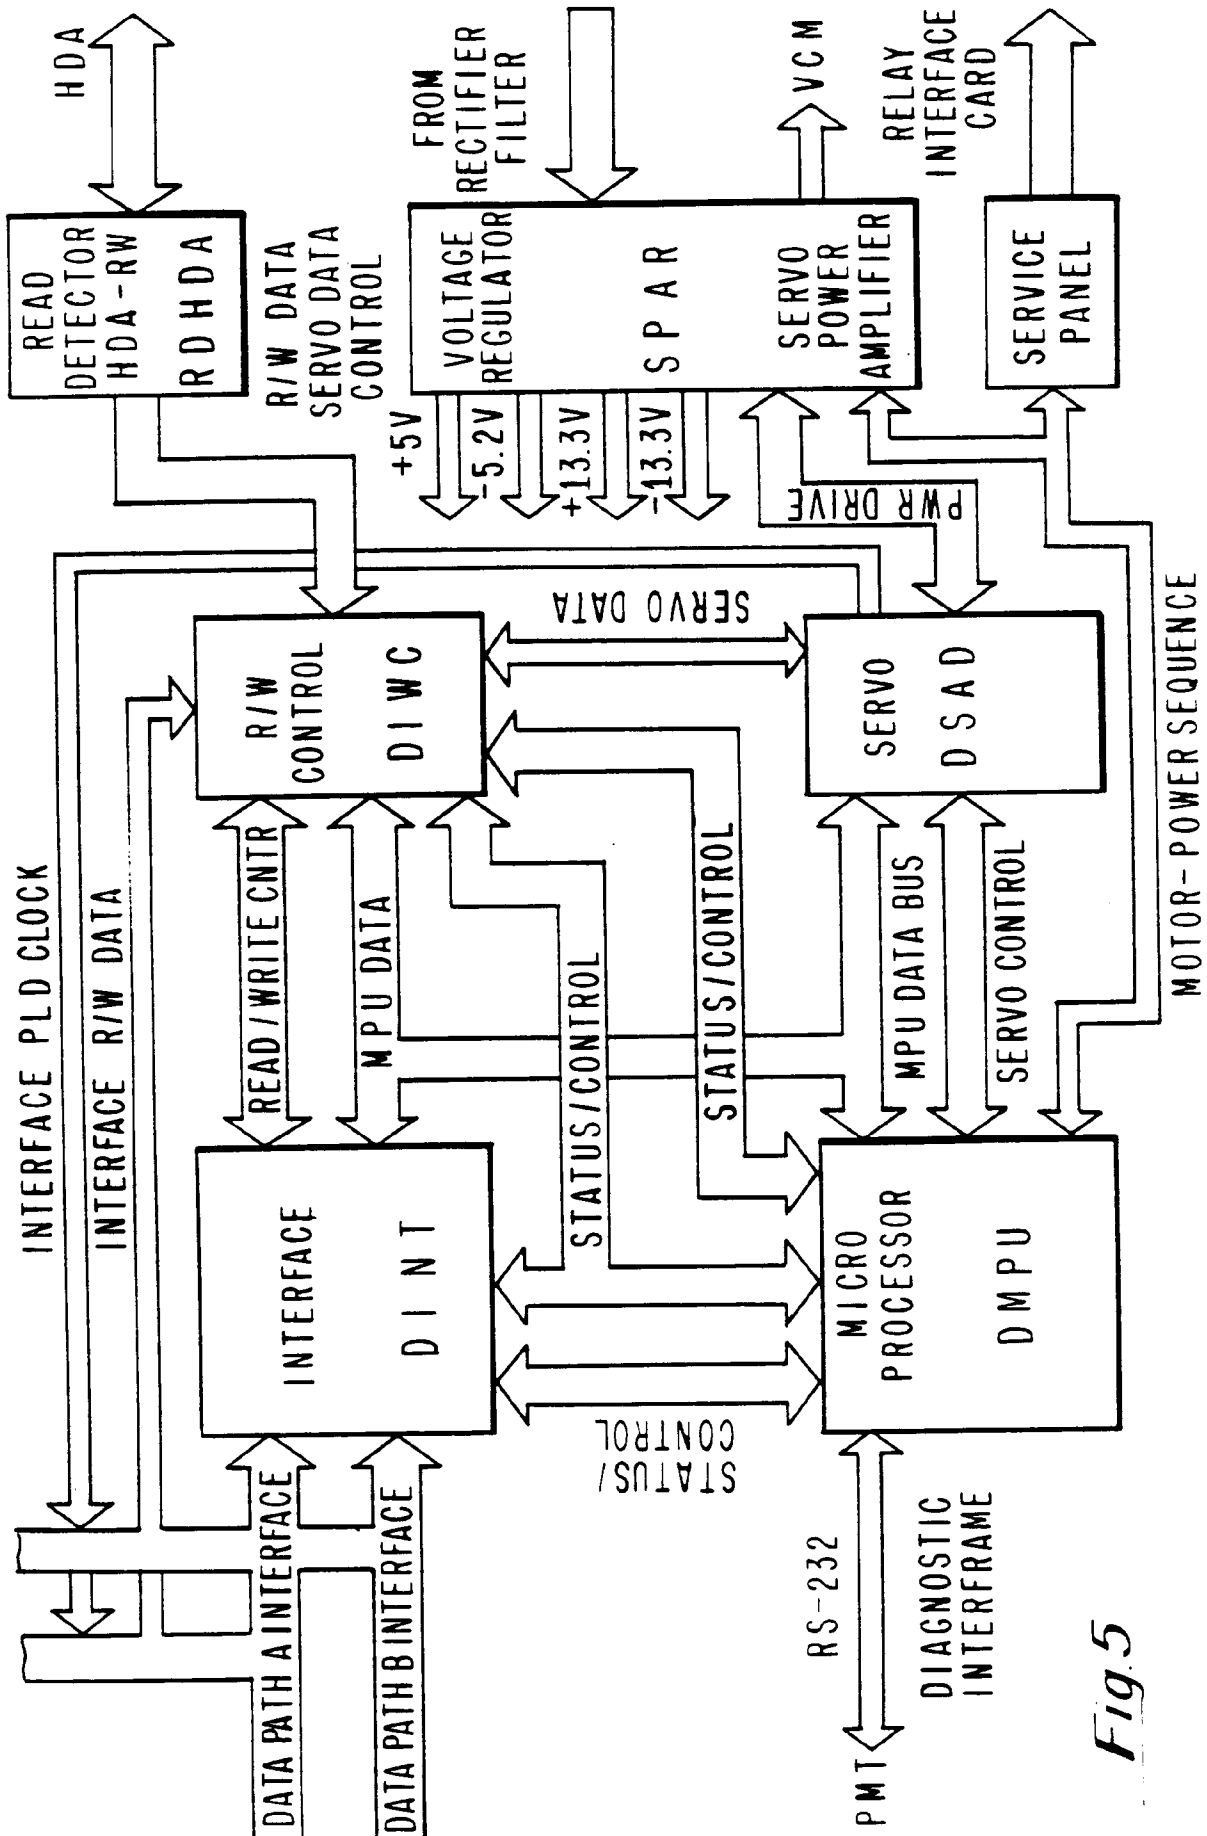 HDA
READ
DETECTOR
HDA-RW
RDHDA
R/W DATA
SERVO DATA
CONTROL
FROM
RECTIFIER
FILTER
VOLTAGE
REGULATOR
SPAR
SERVO
POWER
AMPLIFIER
VCM
RELAY
INTERFACE
CARD
SERVICE
PANEL
+5V
-5.2V
+13.3V
-13.3V
PWR DRIVE
INTERFACE PLD CLOCK
INTERFACE R/W DATA
R/W
CONTROL
DIWC
SERVO DATA
SERVO
DSAD
MOTOR-POWER SEQUENCE
READ/WRITE CNTR
MPU DATA
STATUS/CONTROL
STATUS/CONTROL
MPU DATA BUS
SERVO CONTROL
INTERFACE
DINT
STATUS/
CONTROL
MICRO
PROCESSOR
DMPU
DATA PATH A INTERFACE
DATA PATH B INTERFACE
RS-232
PMT
DIAGNOSTIC
INTERFRAME
Fig.5